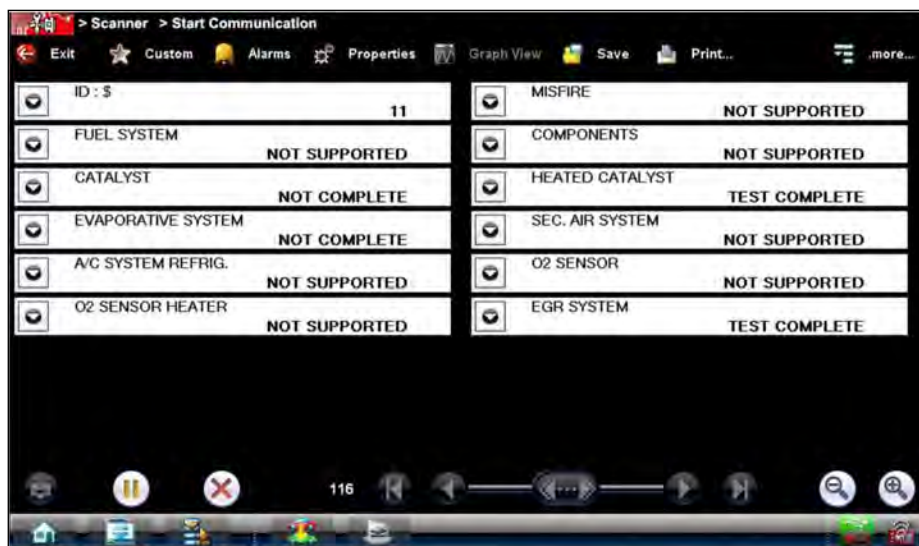 > Scanner > Start Communication
Exit Custom Alarms Properties Graph View Save Print... .more...
ID : $
11
MISFIRE
NOT SUPPORTED
FUEL SYSTEM
NOT SUPPORTED
COMPONENTS
NOT SUPPORTED
CATALYST
NOT COMPLETE
HEATED CATALYST
TEST COMPLETE
EVAPORATIVE SYSTEM
NOT COMPLETE
SEC. AIR SYSTEM
NOT SUPPORTED
A/C SYSTEM REFRIG.
NOT SUPPORTED
O2 SENSOR
NOT SUPPORTED
O2 SENSOR HEATER
NOT SUPPORTED
EGR SYSTEM
TEST COMPLETE
116